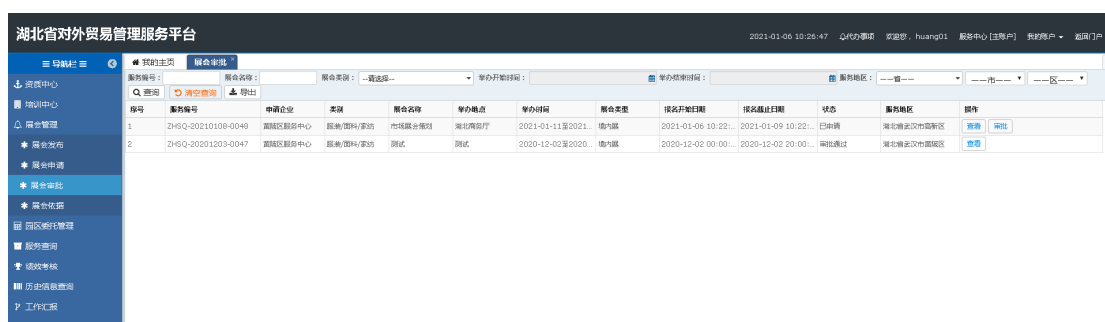 湖北省对外贸易管理服务平台
2021-01-06 10:26:47 代办事项 欢迎您, huang01 服务中心 [主账户] 我的账户 返回门户
三 导航栏 三 我的主页 展会审批 ×
服务编号： 展会名称： 展会类别： --请选择-- 举办开始时间： 举办结束时间： 服务地区： ——省—— ——市—— ——区——
查询 清空查询 导出
序号 服务编号 申请企业 类别 展会名称 举办地点 举办时间 展会类型 报名开始日期 报名截止日期 状态 服务地区 操作
1 ZHSQ-20210108-0048 黄陂区服务中心 服装/面料/家纺 市场展会策划 湖北商务厅 2021-01-11至2021... 境内展 2021-01-06 10:22:... 2021-01-09 10:22:... 已申请 湖北省武汉市高新区 查看 审批
2 ZHSQ-20201203-0047 黄陂区服务中心 服装/面料/家纺 测试 测试 2020-12-02至2020... 境内展 2020-12-02 00:00:... 2020-12-02 20:00:... 审批通过 湖北省武汉市黄陂区 查看
资质中心
培训中心
展会管理
展会发布
展会申请
展会审批
展会依据
园区委托管理
服务查询
绩效考核
历史信息查询
工作汇报